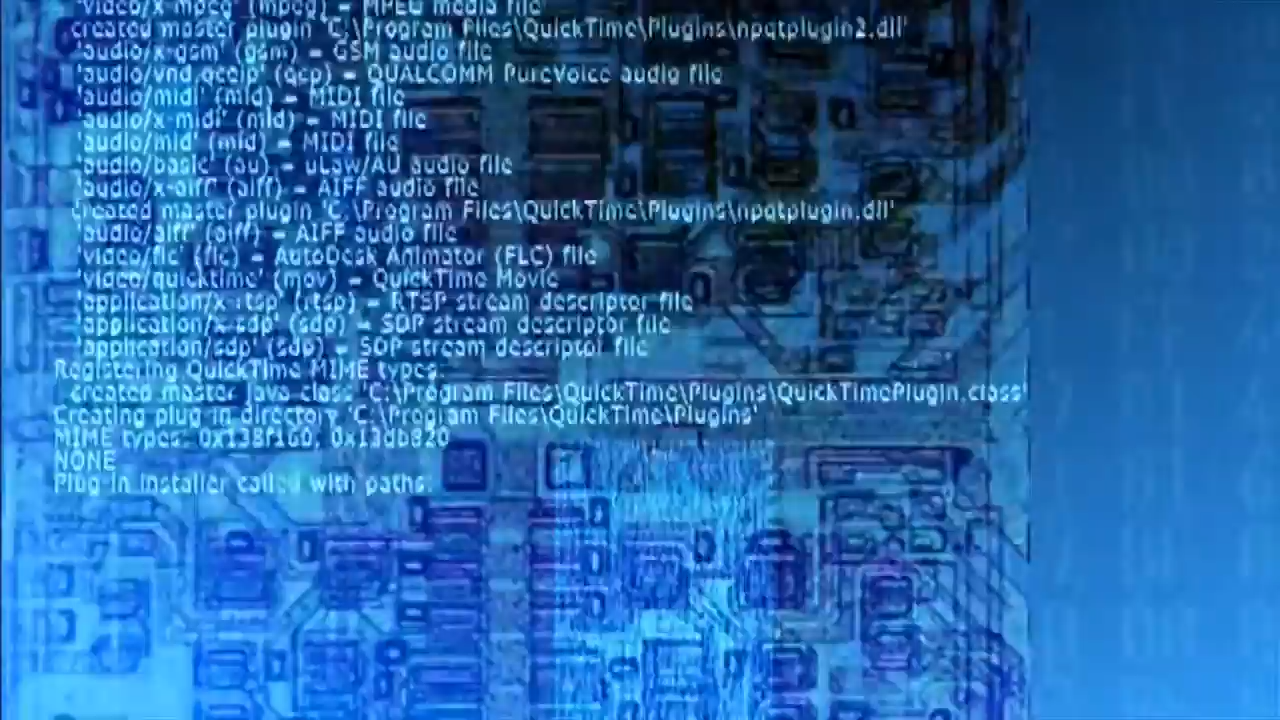 'video/x-mpeg' (mpeg) = MPEG media file'
created master plugin 'C:\Program Files\QuickTime\Plugins\npqtplugin2.dll'
'audio/x-gsm' (gsm) = GSM audio file
'audio/vnd.qcelp' (qcp) = QUALCOMM PureVoice audio file
'audio/midi' (mid) = MIDI file
'audio/x-midi' (mid) = MIDI file
'audio/mid' (mid) = MIDI file
'audio/basic' (au) = uLaw/AU audio file
'audio/x-aiff' (aiff) = AIFF audio file
created master plugin 'C:\Program Files\QuickTime\Plugins\npqtplugin.dll'
'audio/aiff' (aiff) = AIFF audio file
'video/flc' (flc) = AutoDesk Animator (FLC) file
'video/quicktime' (mov) = QuickTime Movie
'application/x-rtsp' (rtsp) = RTSP stream descriptor file
'application/x-sdp' (sdp) = SDP stream descriptor file
'application/sdp' (sdp) = SDP stream descriptor file
Registering QuickTime MIME types:
created master java class 'C:\Program Files\QuickTime\Plugins\QuickTimePlugin.class'
Creating plug-in directory 'C:\Program Files\QuickTime\Plugins'
MIME types: 0x138f160, 0x13db820
NONE
Plug-in installer called with paths: